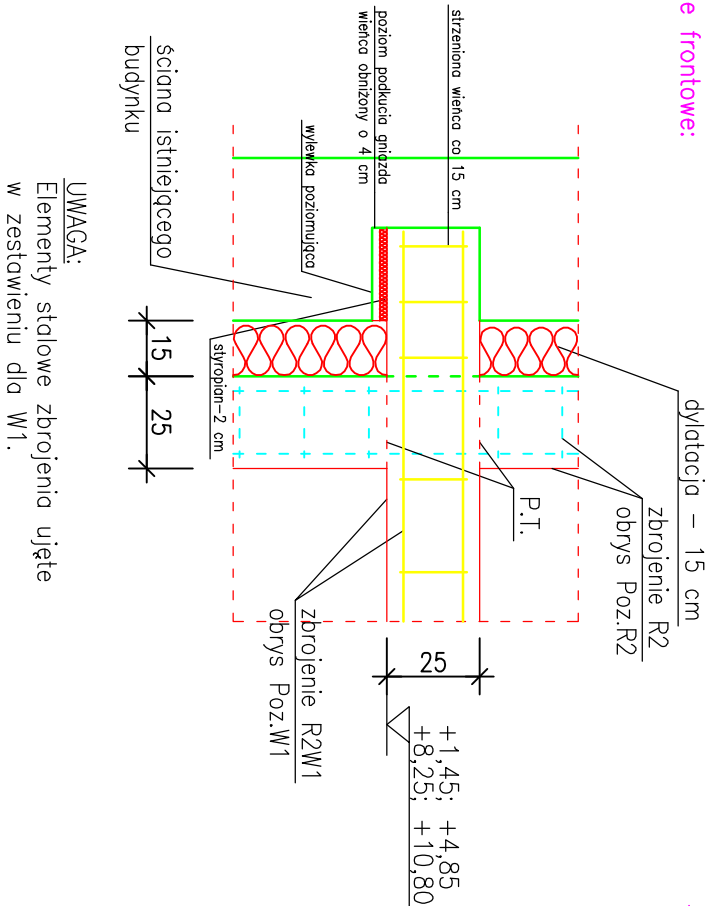 e frontowe:
strzemiona wieńca co 15 cm
poziom podkucia gniazda
wieńca obniżony o 4 cm
wylewka poziomująca
ściana istniejącego
budynku
styropian-2 cm
15
25
dylatacja - 15 cm
zbrojenie R2
obrys Poz.R2
P.T.
zbrojenie R2W1
obrys Poz.W1
25
+1,45; +4,85
+8,25; +10,80
UWAGA:
Elementy stalowe zbrojenia ujęte
w zestawieniu dla W1.